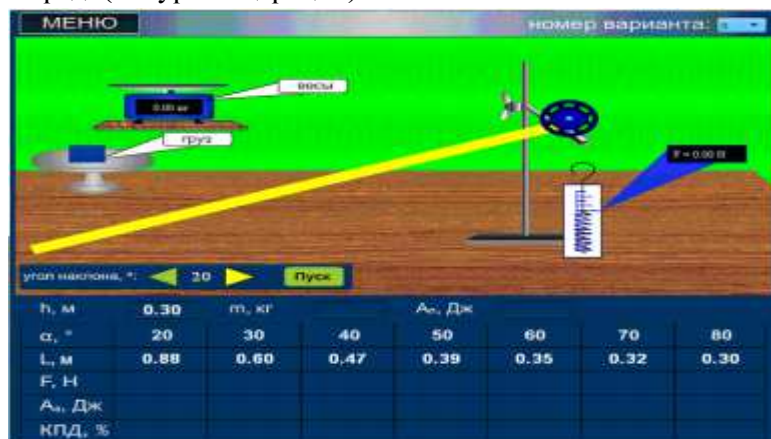 МЕНЮ номер варианта:
весы
0.00 кг
груз
F = 0.00 Н
угол наклона, °: 20 Пуск
h, м 0.30 m, кг Aп, Дж
α, ° 20 30 40 50 60 70 80
L, м 0.88 0.60 0,47 0.39 0.35 0.32 0.30
F, Н
Дж
КПД, %